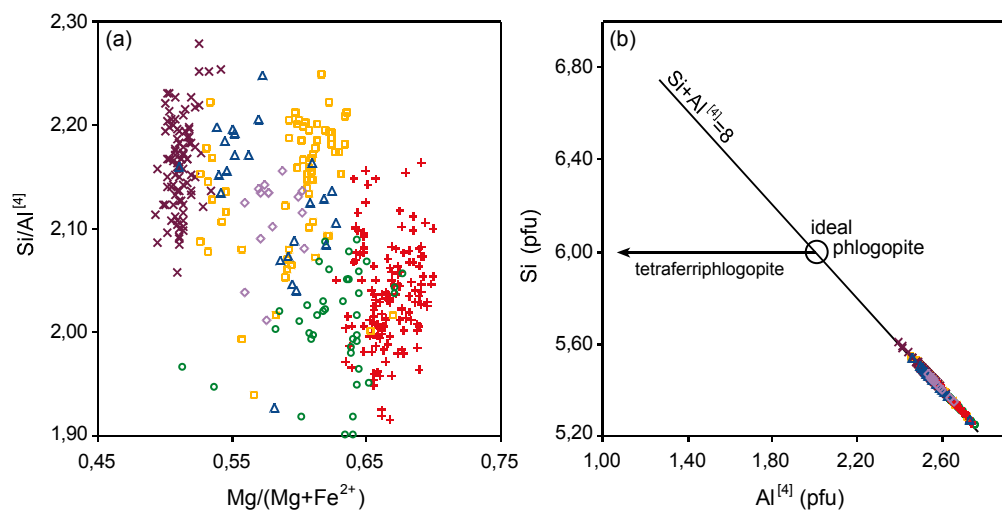 (a)
2,30
2,20
2,10
2,00
1,90
Si/Al[4]
0,45
0,55
0,65
0,75
Mg/(Mg+Fe2+)
(b)
6,80
6,40
6,00
5,60
5,20
Si (pfu)
Si+Al[4]=8
ideal
phlogopite
tetraferriphlogopite
1,00
1,40
1,80
2,20
2,60
Al[4] (pfu)